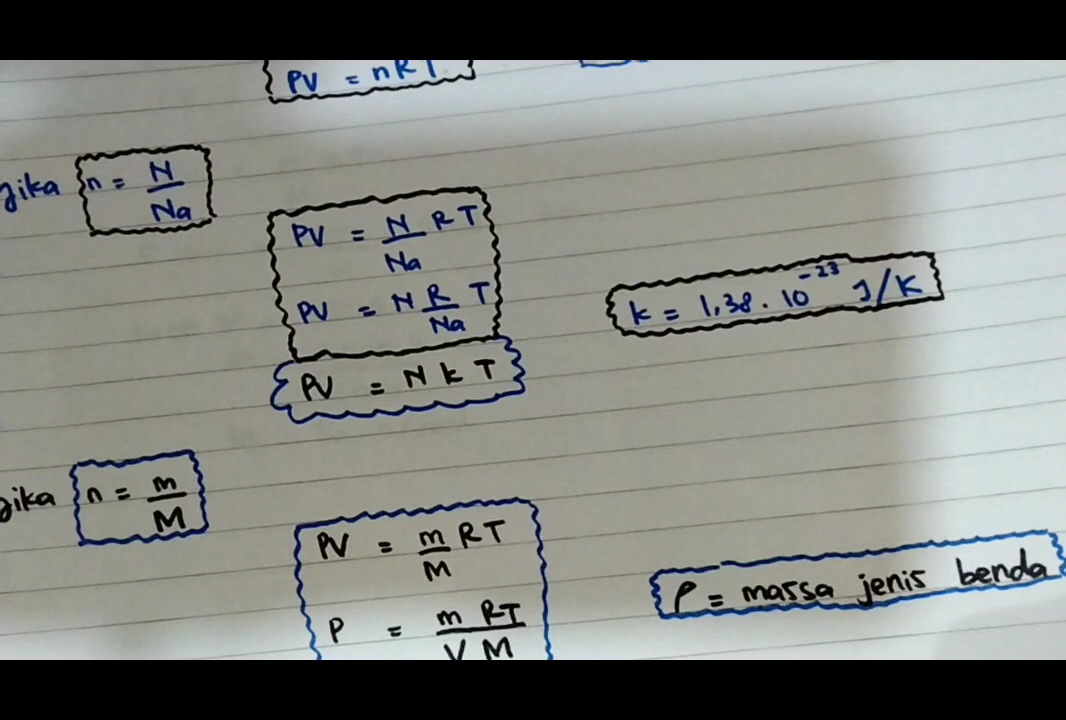 PV = nRT
jika n = N/Na
PV = N/Na RT
PV = N R/Na T
k = 1,38 . 10⁻²³ J/K
PV = N k T
jika n = m/M
PV = m/M RT
ρ = massa jenis benda
P = m RT/V M